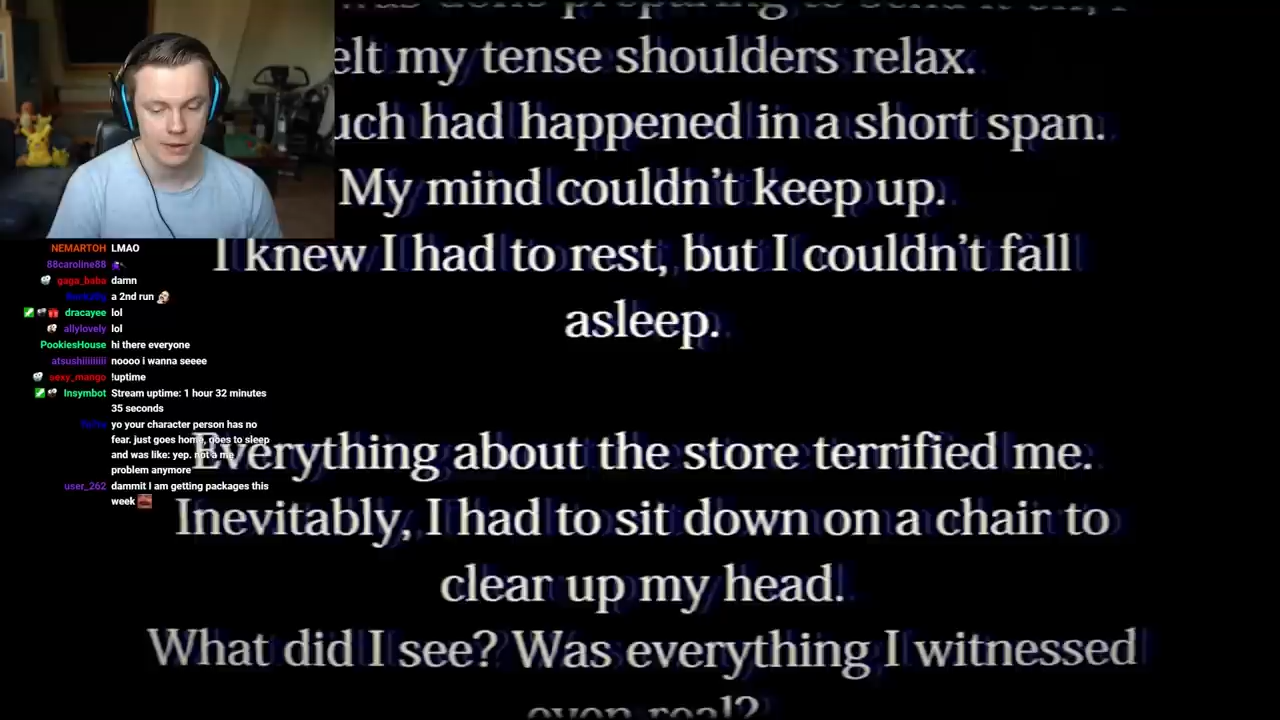 elt my tense shoulders relax.
uch had happened in a short span.
My mind couldn't keep up.
I knew I had to rest, but I couldn't fall
asleep.
Everything about the store terrified me.
Inevitably, I had to sit down on a chair to
clear up my head.
What did I see? Was everything I witnessed
even real?
NEMARTOH LMAO
88caroline88
gaga_baba damn
a 2nd run
dracayee lol
allylovely lol
PookiesHouse hi there everyone
atsushiiiiiiiii noooo i wanna seeee
sexy_mango !uptime
Insymbot Stream uptime: 1 hour 32 minutes
35 seconds
yo your character person has no
fear. just goes home, goes to sleep
and was like: yep. not a me
problem anymore
user_262 dammit I am getting packages this
week